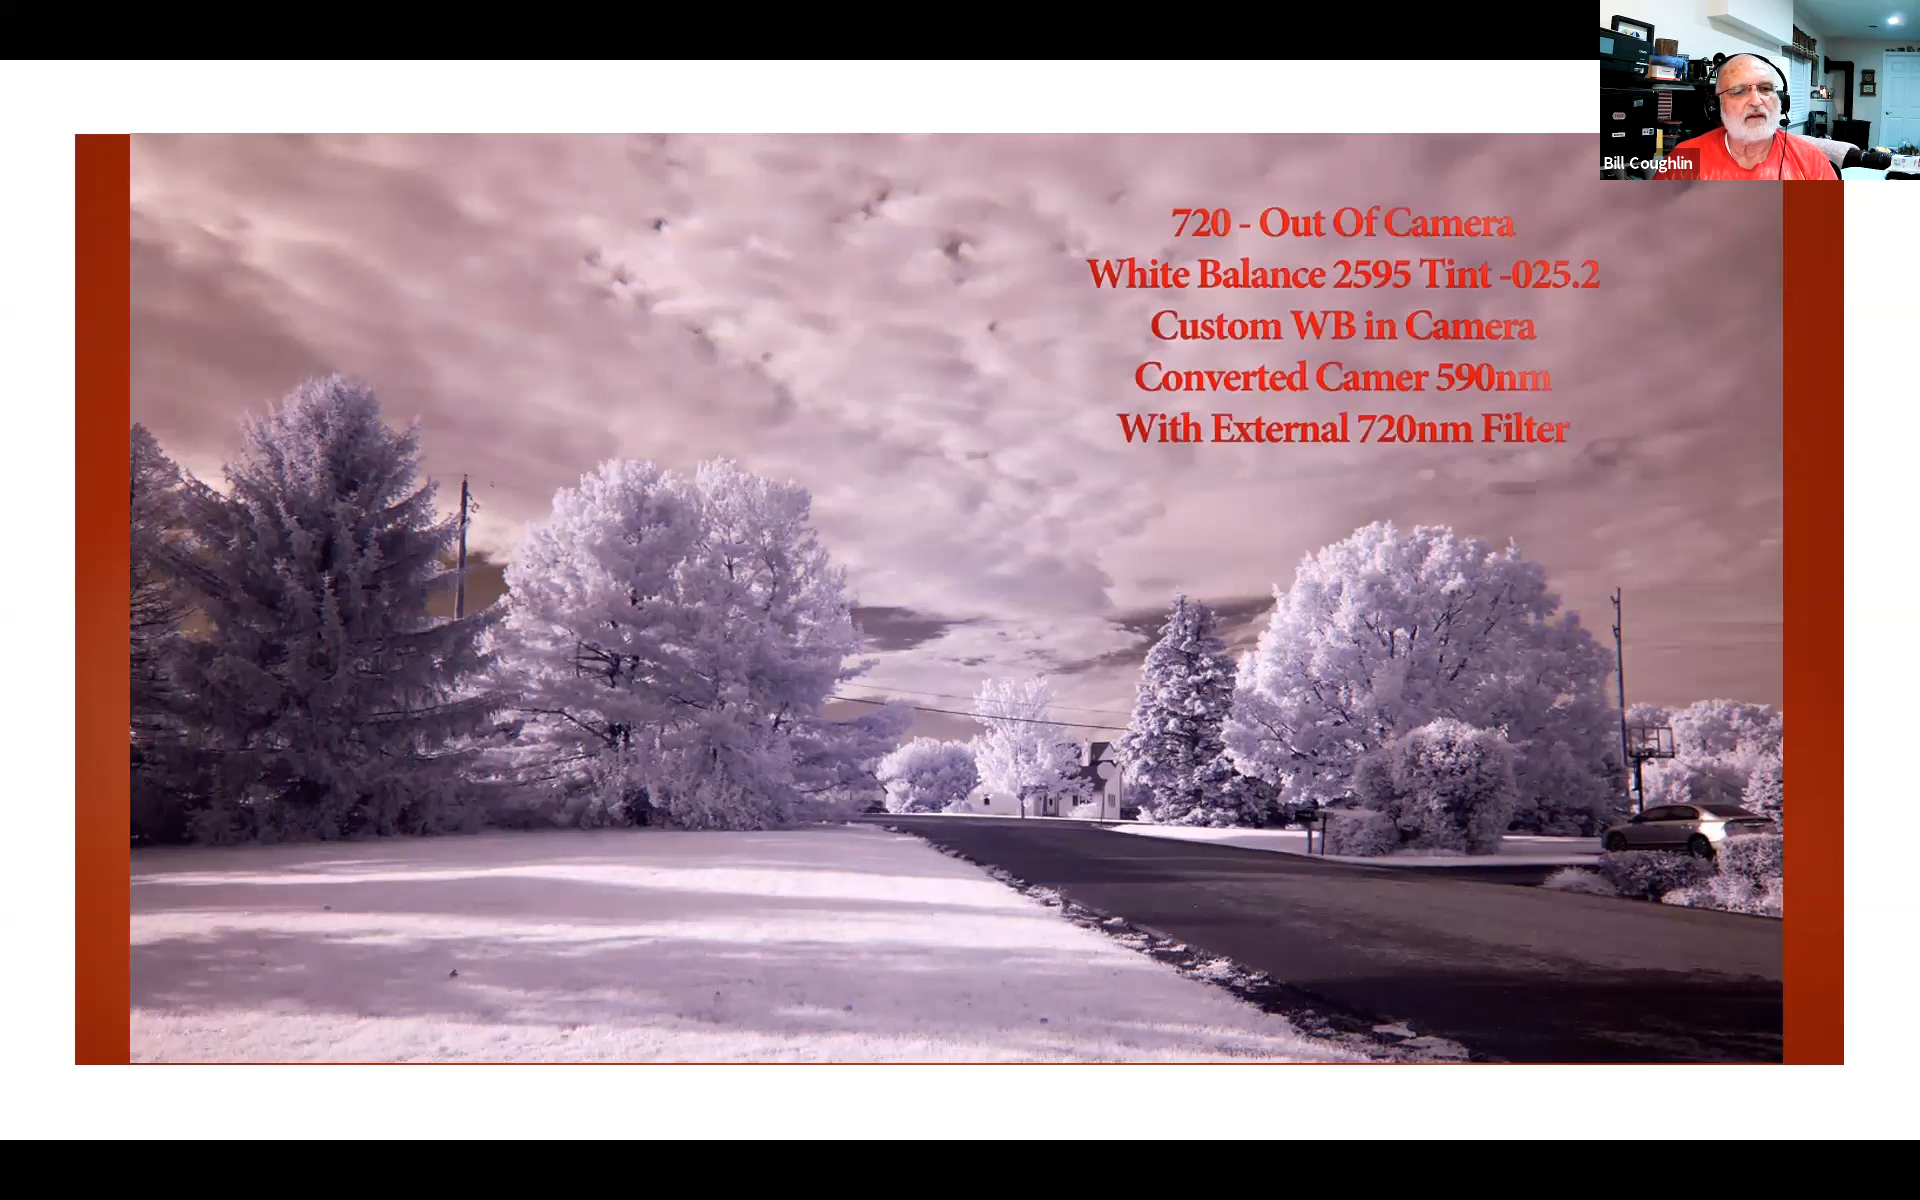 Bill Coughlin
720 - Out Of Camera
White Balance 2595 Tint -025.2
Custom WB in Camera
Converted Camer 590nm
With External 720nm Filter